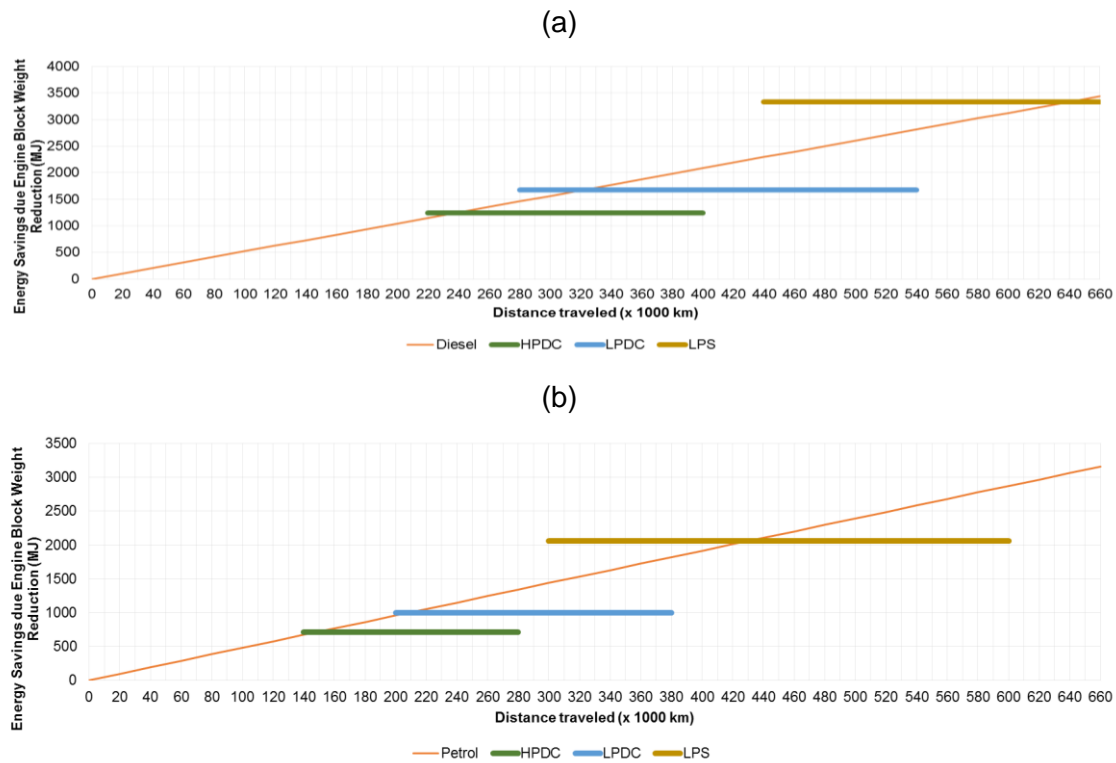 (a)
Energy Savings due Engine Block Weight
Reduction (MJ)
4000
3500
3000
2500
2000
1500
1000
500
0
0 20 40 60 80 100 120 140 160 180 200 220 240 260 280 300 320 340 360 380 400 420 440 460 480 500 520 540 560 580 600 620 640 660
Distance traveled (x 1000 km)
Diesel HPDC LPDC LPS
(b)
Energy Savings due Engine Block Weight
Reduction (MJ)
3500
3000
2500
2000
1500
1000
500
0
0 20 40 60 80 100 120 140 160 180 200 220 240 260 280 300 320 340 360 380 400 420 440 460 480 500 520 540 560 580 600 620 640 660
Distance traveled (x 1000 km)
Petrol HPDC LPDC LPS